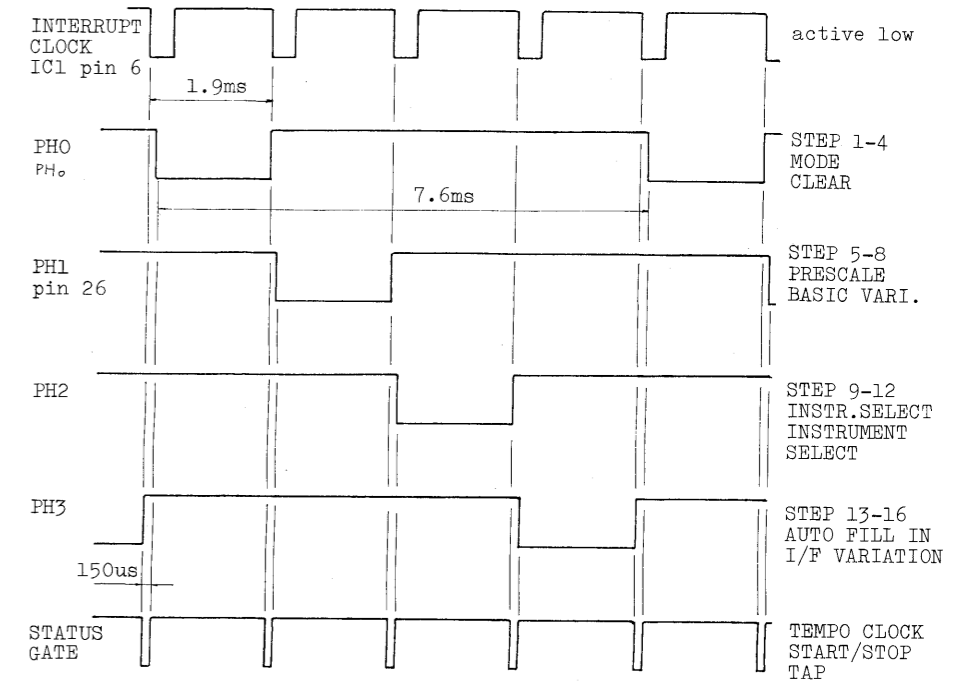 INTERRUPT
CLOCK
IC1 pin 6
active low
1.9ms
PH0
PHo
STEP 1-4
MODE
CLEAR
7.6ms
PH1
pin 26
STEP 5-8
PRESCALE
BASIC VARI.
PH2
STEP 9-12
INSTR.SELECT
INSTRUMENT
SELECT
PH3
STEP 13-16
AUTO FILL IN
I/F VARIATION
150us
STATUS
GATE
TEMPO CLOCK
START/STOP
TAP